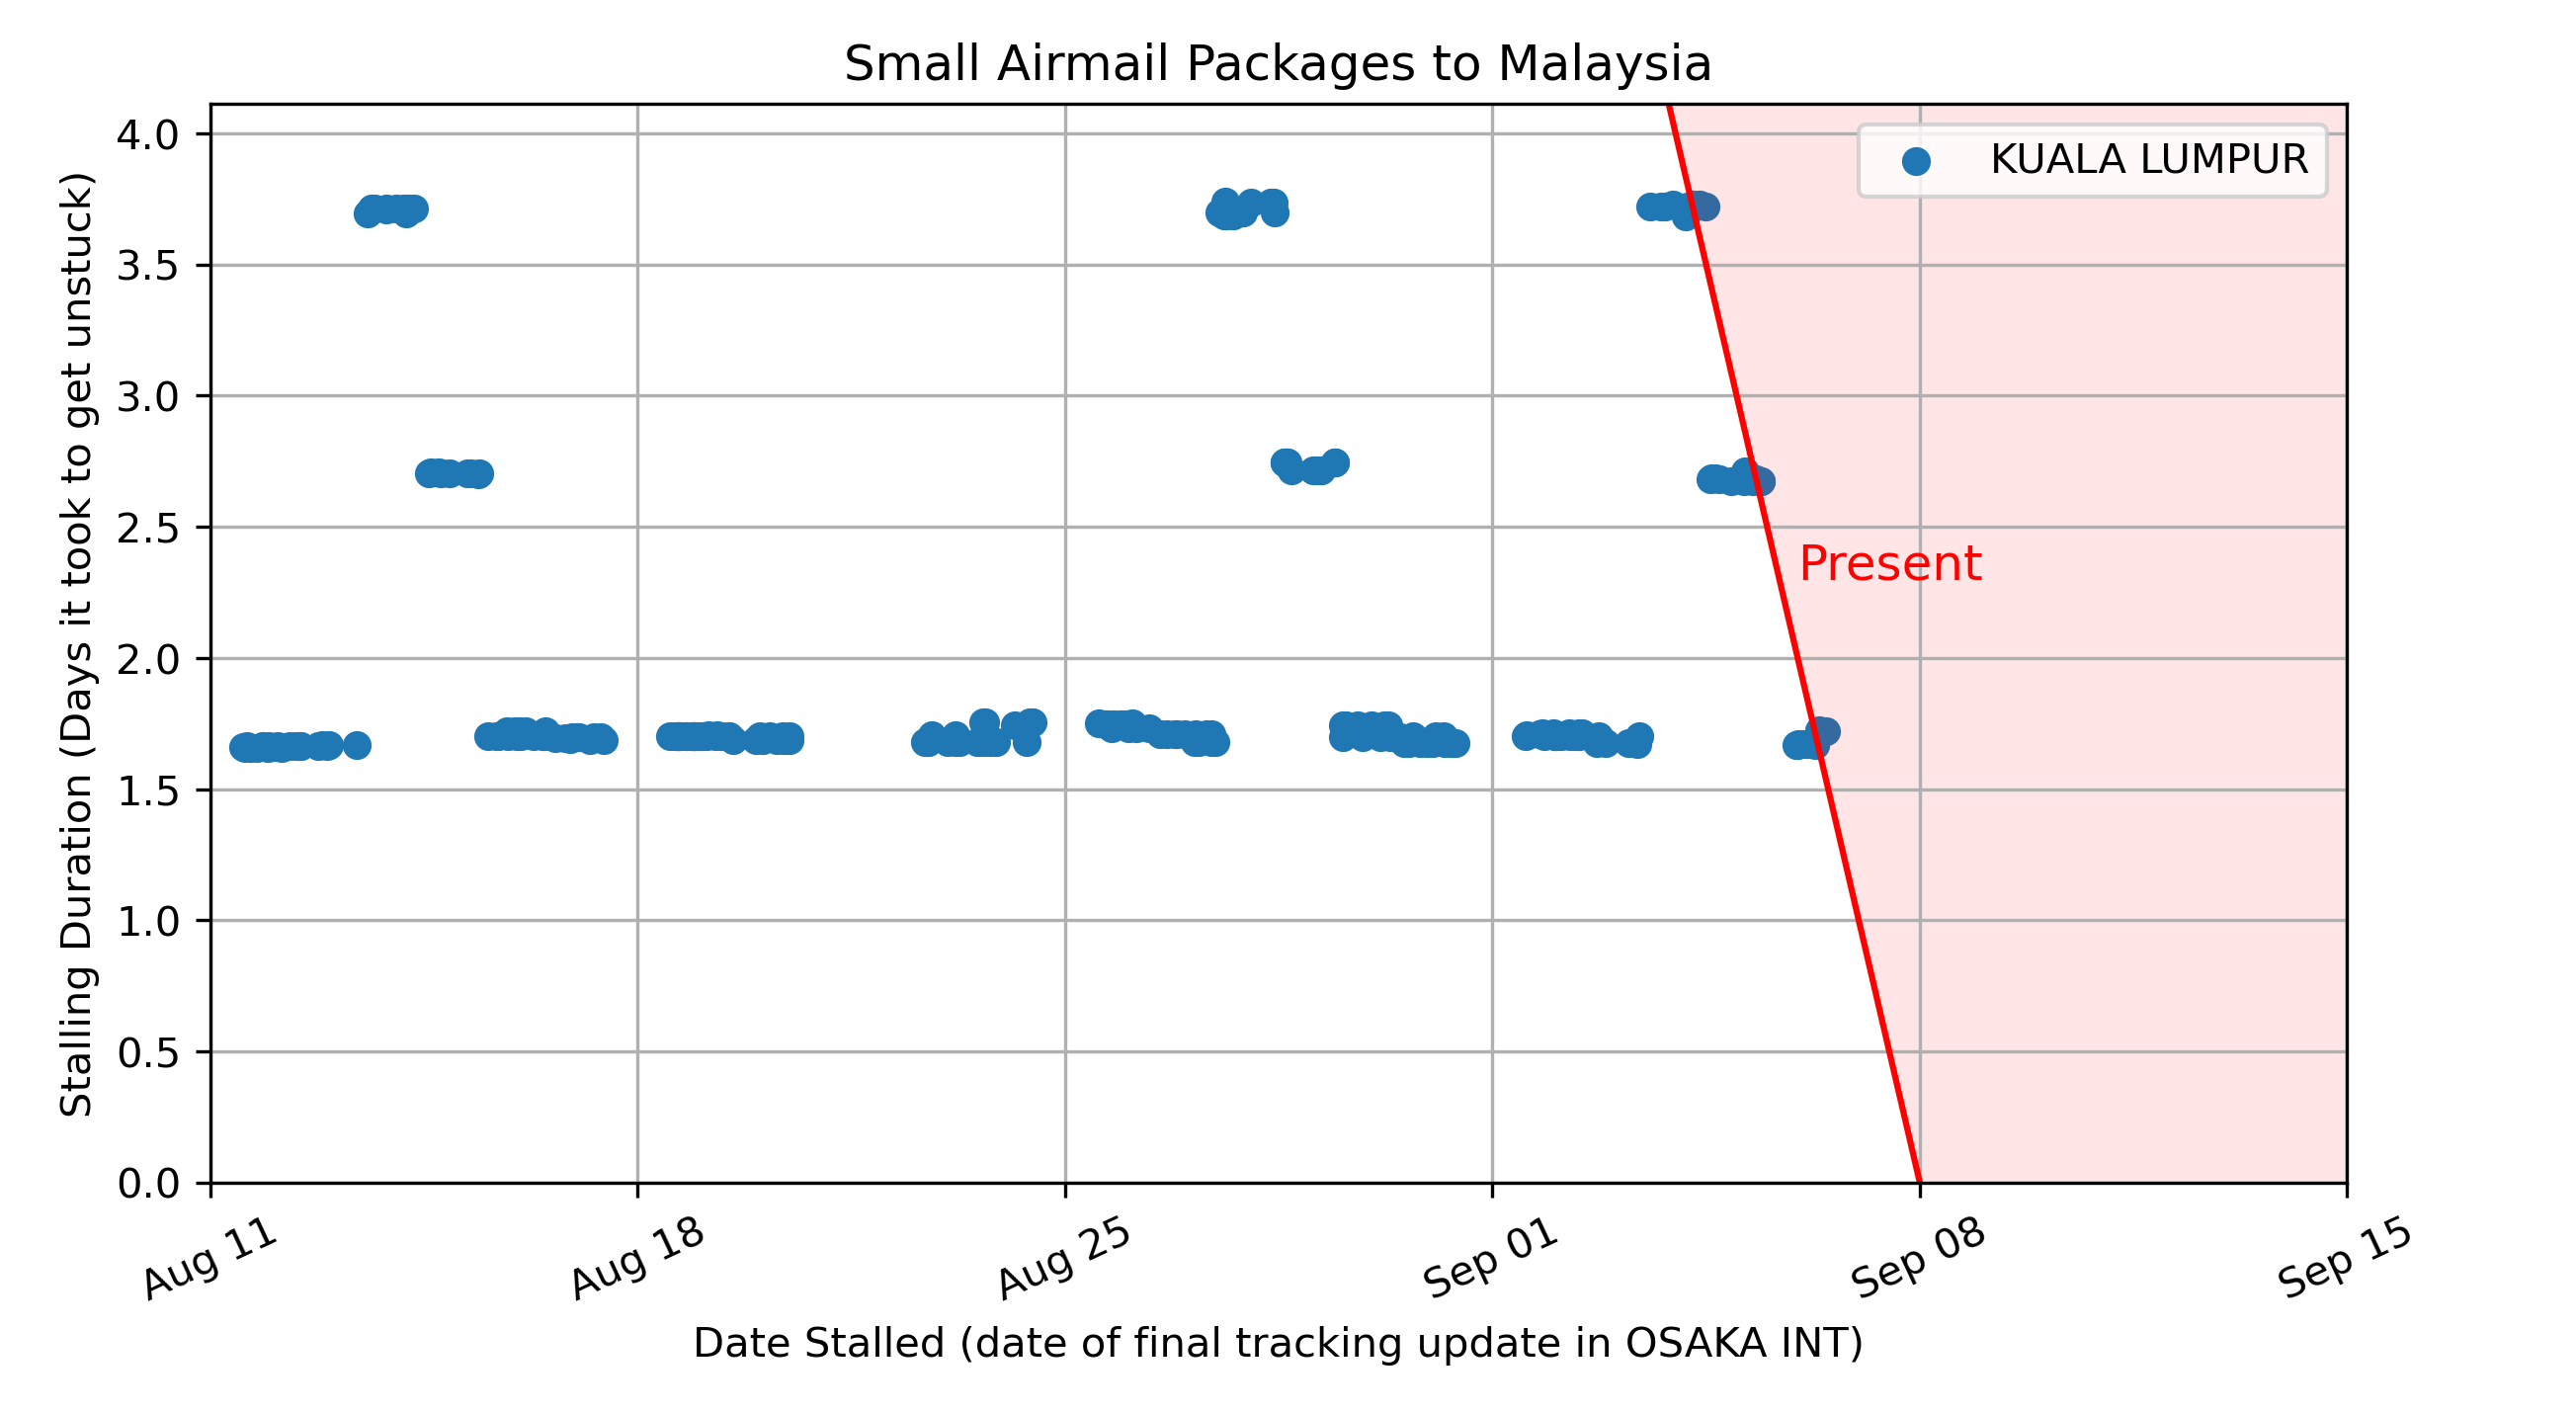 Small Airmail Packages to Malaysia
KUALA LUMPUR
Present
Stalling Duration (Days it took to get unstuck)
4.0
3.5
3.0
2.5
2.0
1.5
1.0
0.5
0.0
Aug 11
Aug 18
Aug 25
Sep 01
Sep 08
Sep 15
Date Stalled (date of final tracking update in OSAKA INT)